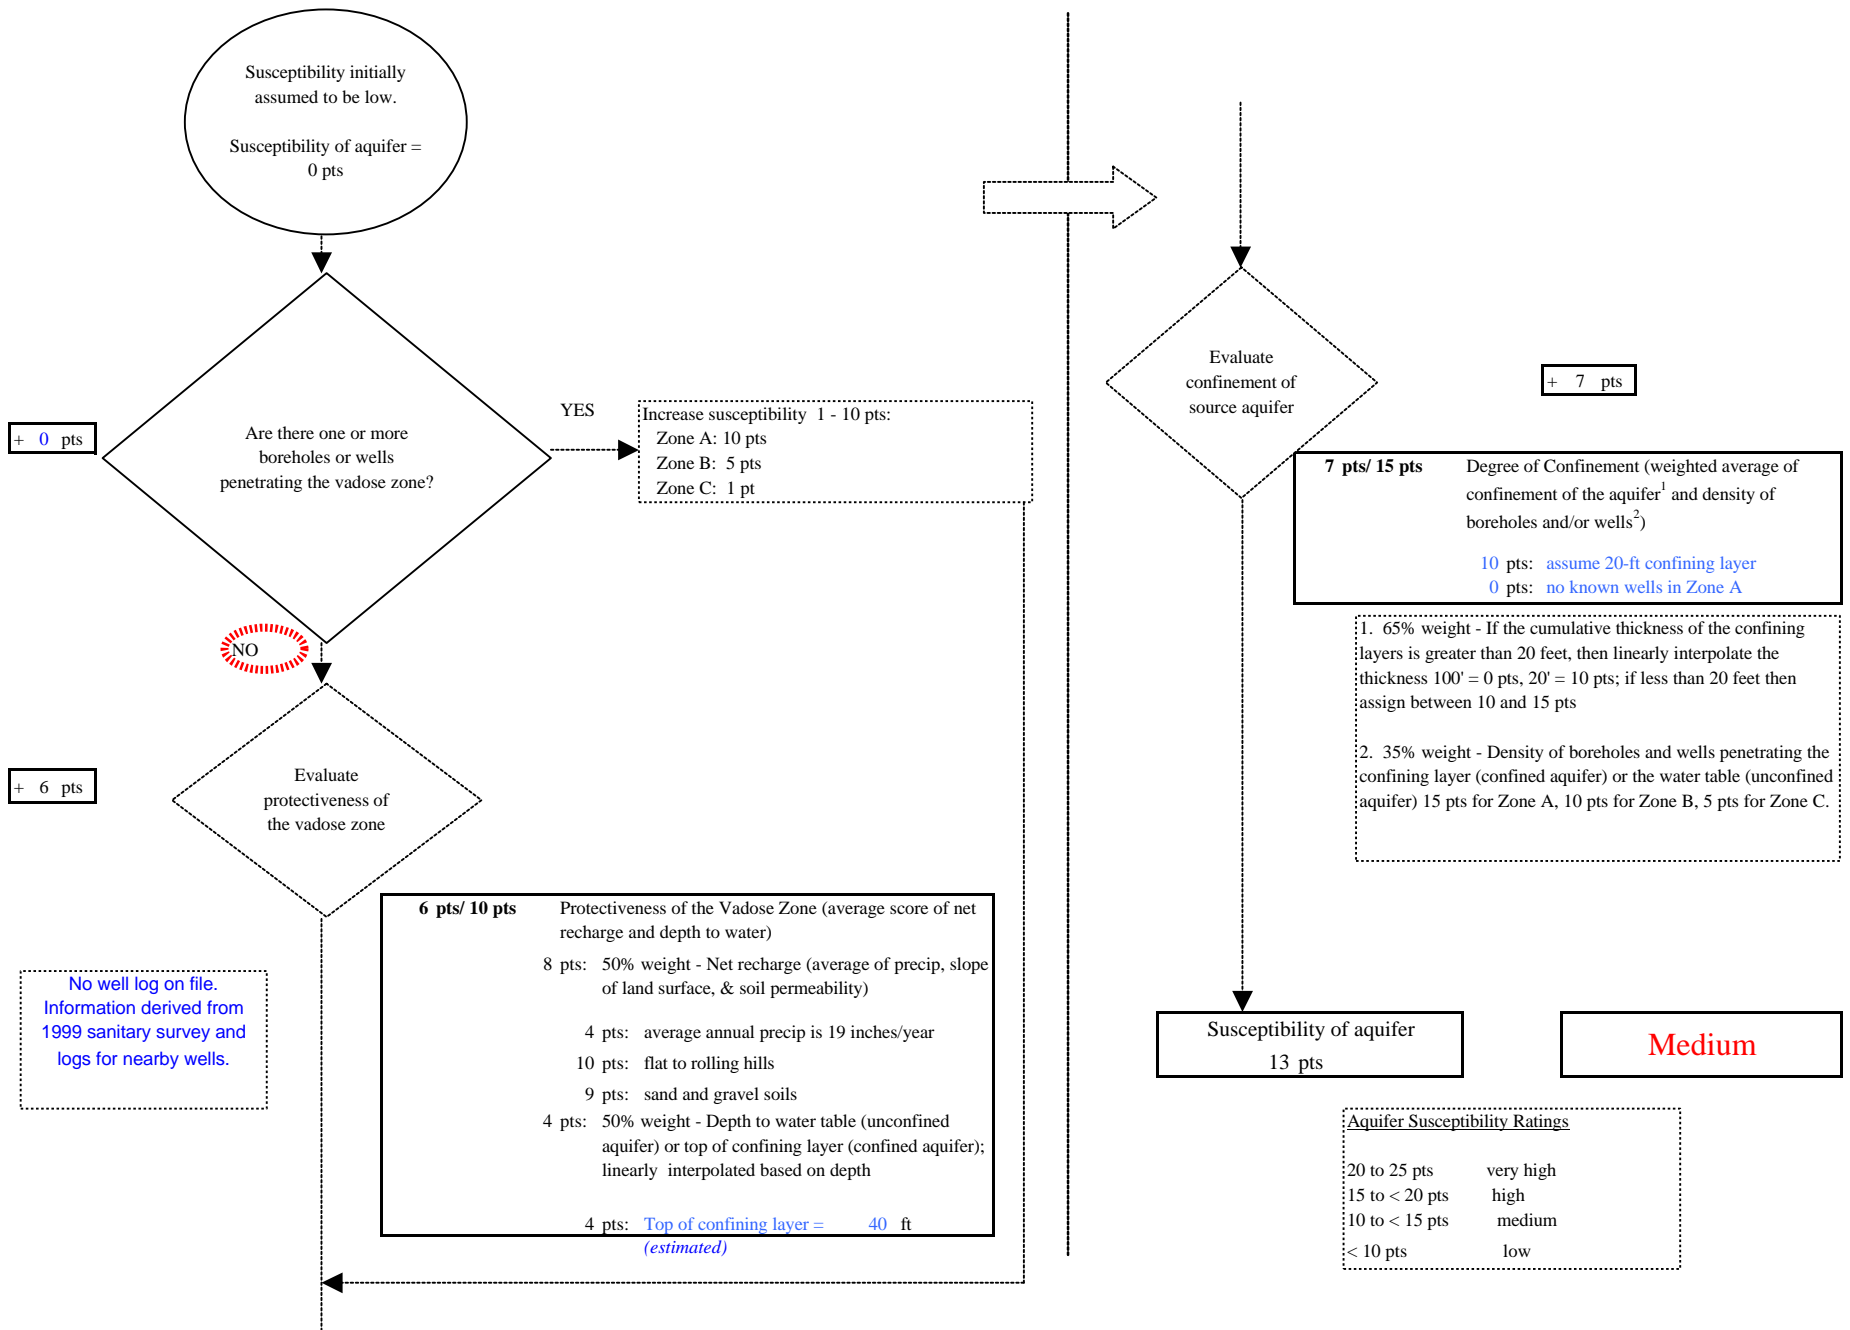 Susceptibility initially
assumed to be low.
Susceptibility of aquifer =
0 pts
+ 0 pts
Are there one or more
boreholes or wells
penetrating the vadose zone?
YES
Increase susceptibility 1 - 10 pts:
Zone A: 10 pts
Zone B: 5 pts
Zone C: 1 pt
NO
+ 6 pts
Evaluate
protectiveness of
the vadose zone
6 pts/ 10 pts Protectiveness of the Vadose Zone (average score of net
recharge and depth to water)
8 pts: 50% weight - Net recharge (average of precip, slope
of land surface, & soil permeability)
4 pts: average annual precip is 19 inches/year
10 pts: flat to rolling hills
9 pts: sand and gravel soils
4 pts: 50% weight - Depth to water table (unconfined
aquifer) or top of confining layer (confined aquifer);
linearly interpolated based on depth
4 pts: Top of confining layer = 40 ft
(estimated)
No well log on file.
Information derived from
1999 sanitary survey and
logs for nearby wells.
Evaluate
confinement of
source aquifer
+ 7 pts
7 pts/ 15 pts Degree of Confinement (weighted average of
confinement of the aquifer1 and density of
boreholes and/or wells2)
10 pts: assume 20-ft confining layer
0 pts: no known wells in Zone A
1. 65% weight - If the cumulative thickness of the confining
layers is greater than 20 feet, then linearly interpolate the
thickness 100' = 0 pts, 20' = 10 pts; if less than 20 feet then
assign between 10 and 15 pts
2. 35% weight - Density of boreholes and wells penetrating the
confining layer (confined aquifer) or the water table (unconfined
aquifer) 15 pts for Zone A, 10 pts for Zone B, 5 pts for Zone C.
Susceptibility of aquifer
13 pts
Medium
Aquifer Susceptibility Ratings
20 to 25 pts very high
15 to < 20 pts high
10 to < 15 pts medium
< 10 pts low